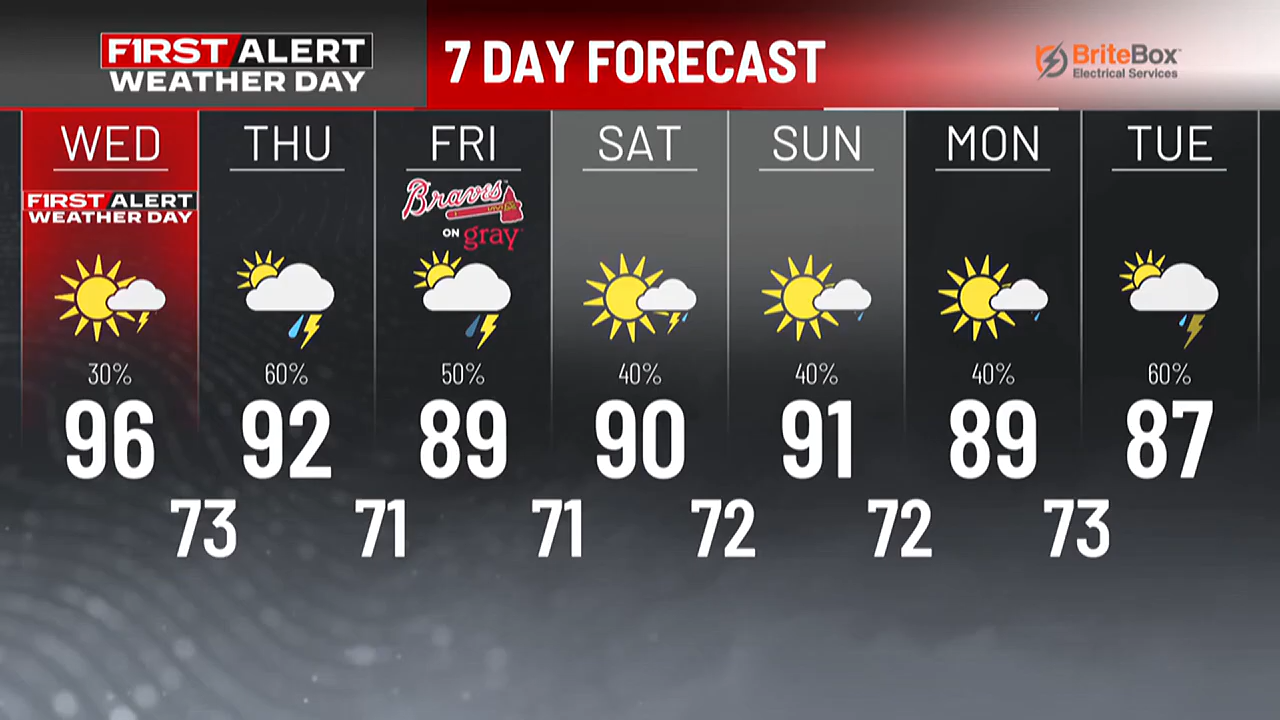 FIRST ALERT
WEATHER DAY
7 DAY FORECAST
BriteBox
Electrical Services
WED
THU
FRI
SAT
SUN
MON
TUE
FIRST ALERT
WEATHER DAY
Braves
ON gray
30%
60%
50%
40%
40%
40%
60%
96
92
89
90
91
89
87
73
71
71
72
72
73